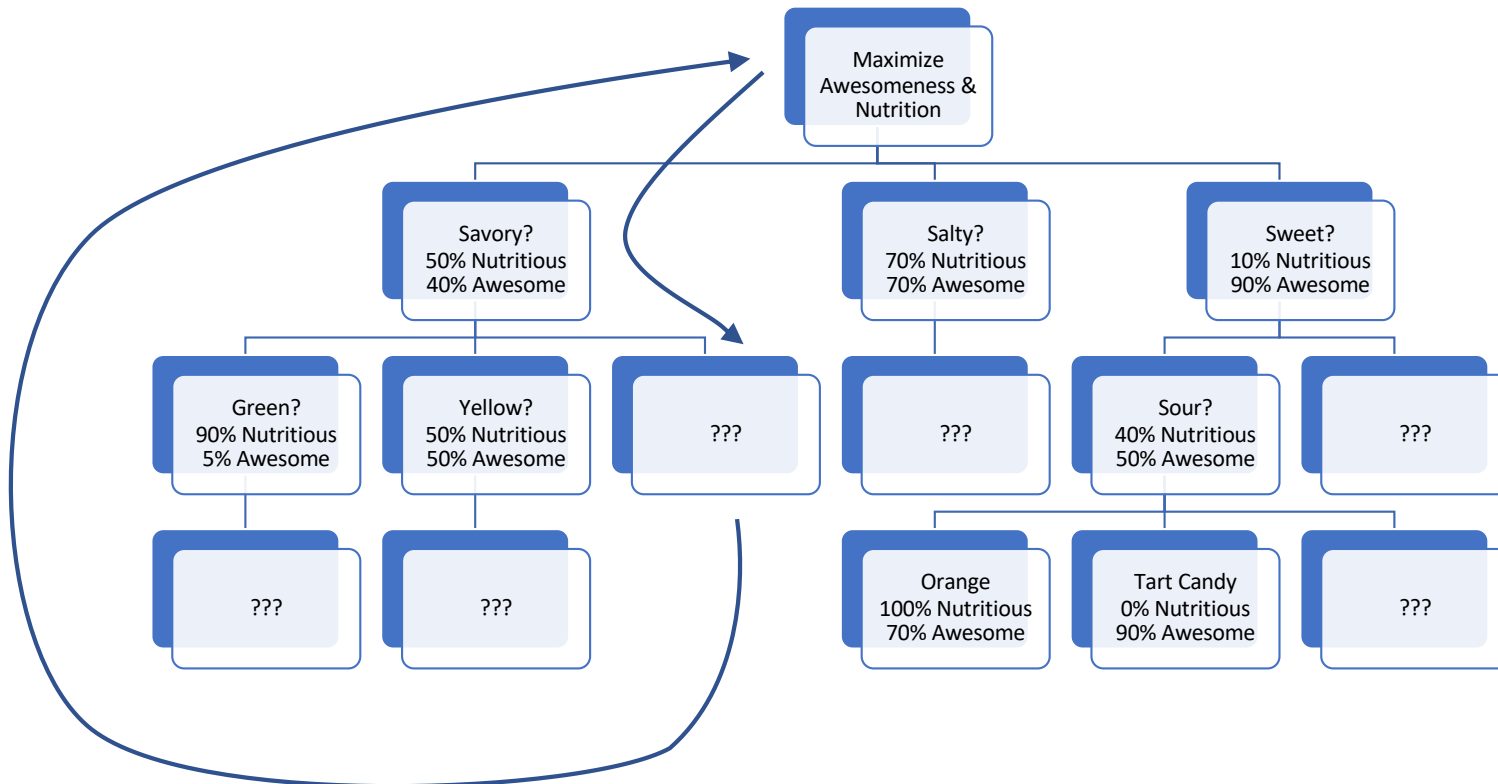 Maximize
Awesomeness &
Nutrition
Savory?
50% Nutritious
40% Awesome
Salty?
70% Nutritious
70% Awesome
Sweet?
10% Nutritious
90% Awesome
Green?
90% Nutritious
5% Awesome
Yellow?
50% Nutritious
50% Awesome
???
???
Sour?
40% Nutritious
50% Awesome
???
???
???
Orange
100% Nutritious
70% Awesome
Tart Candy
0% Nutritious
90% Awesome
???